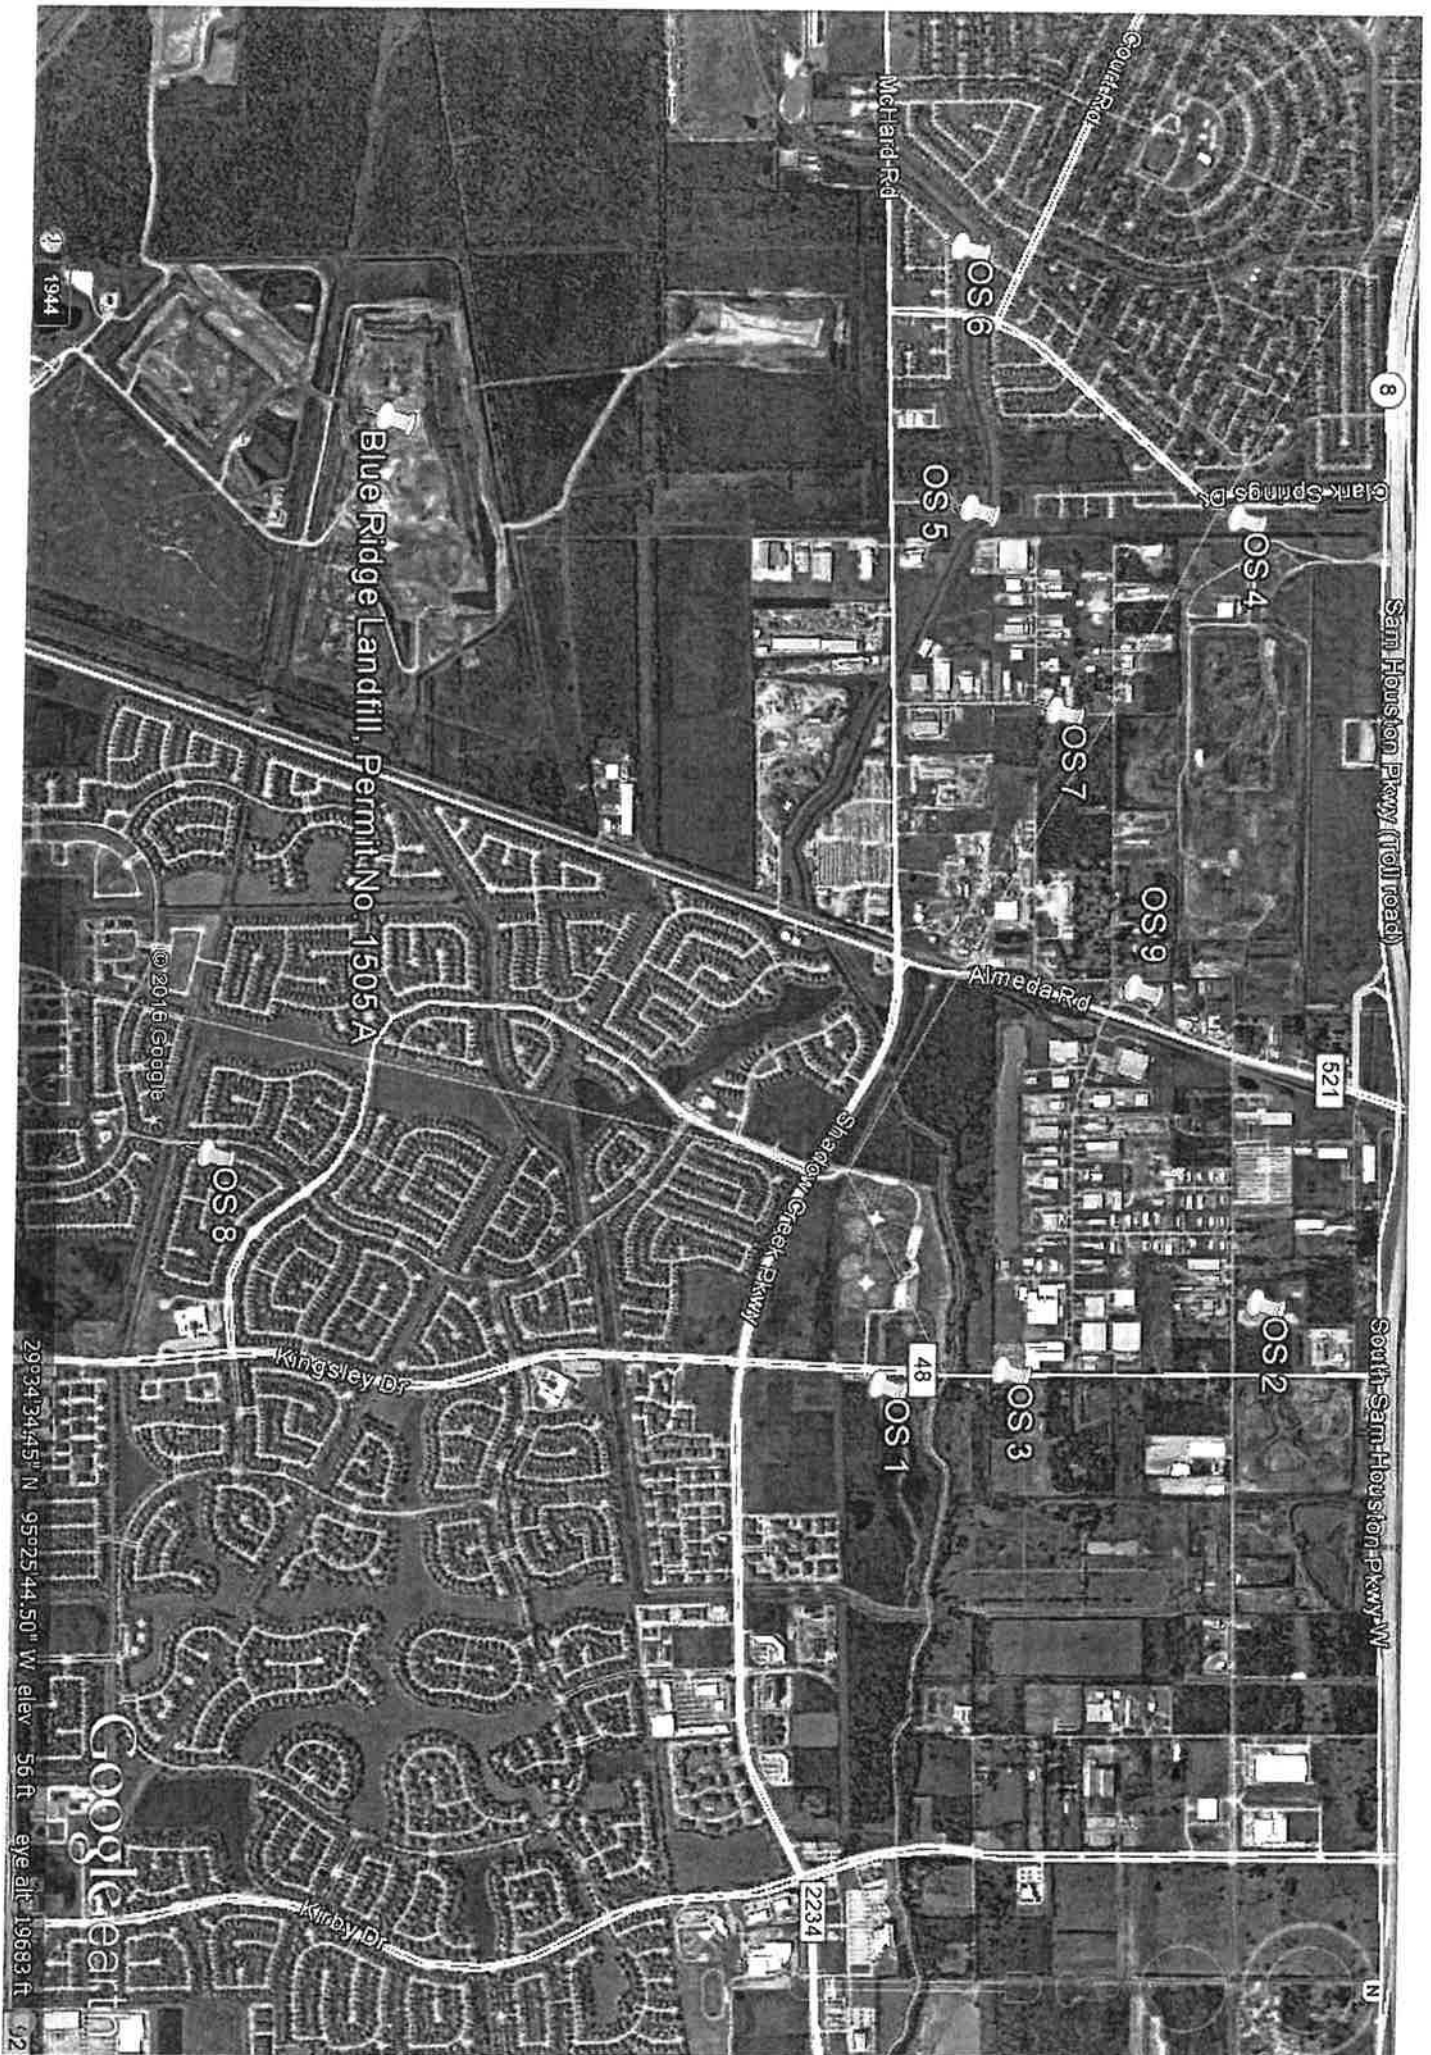 Sam Houston Pkwy (Toll road)
South Sam Houston Pkwy W
8
N
Court Rd
Clark Springs D
OS 4
OS 2
521
OS 9
OS 7
Almeda Rd
OS 3
OS 6
OS 5
OS 1
48
McHard Rd
Shadow Creek Pkwy
2234
Blue Ridge Landfill, Permit No. 1505 A
Kirby Dr
Kingsley Dr
OS 8
© 2016 Google
Google earth
1944
29°34'34.45" N 95°25'44.50" W elev 56 ft eye alt 19683 ft